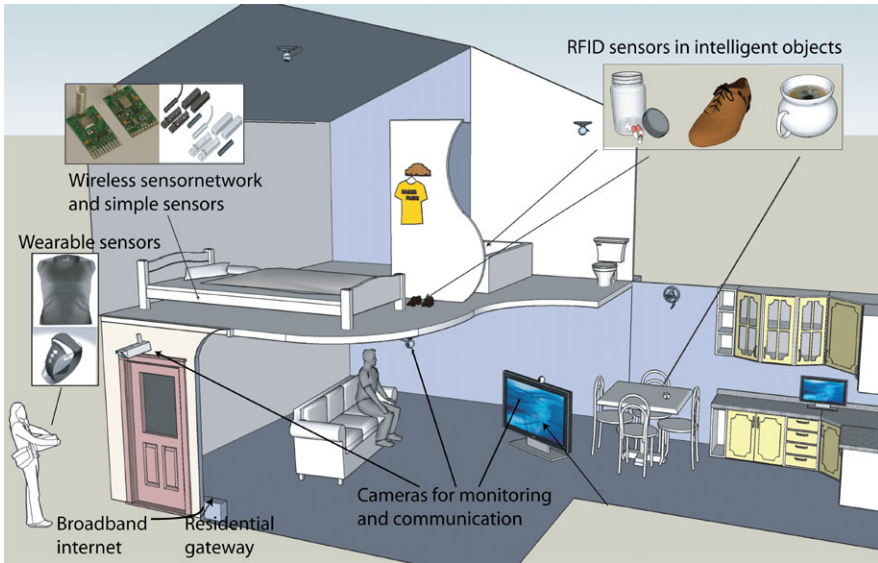 RFID sensors in intelligent objects
Wireless sensornetwork
and simple sensors
Wearable sensors
Cameras for monitoring
and communication
Broadband
internet
Residential
gateway